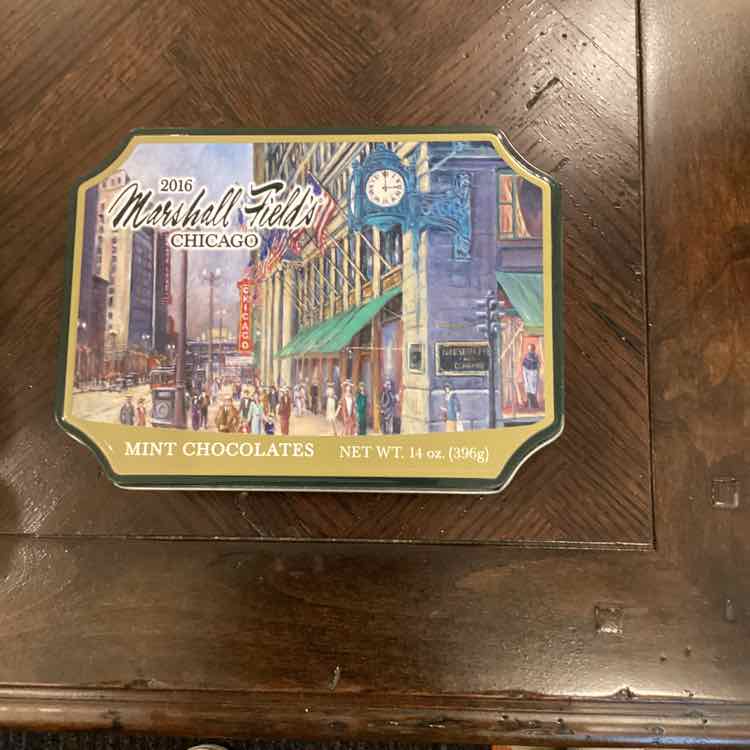 2016
Marshall Field's
CHICAGO
CHICAGO
MINT CHOCOLATES NET WT. 14 oz. (396g)